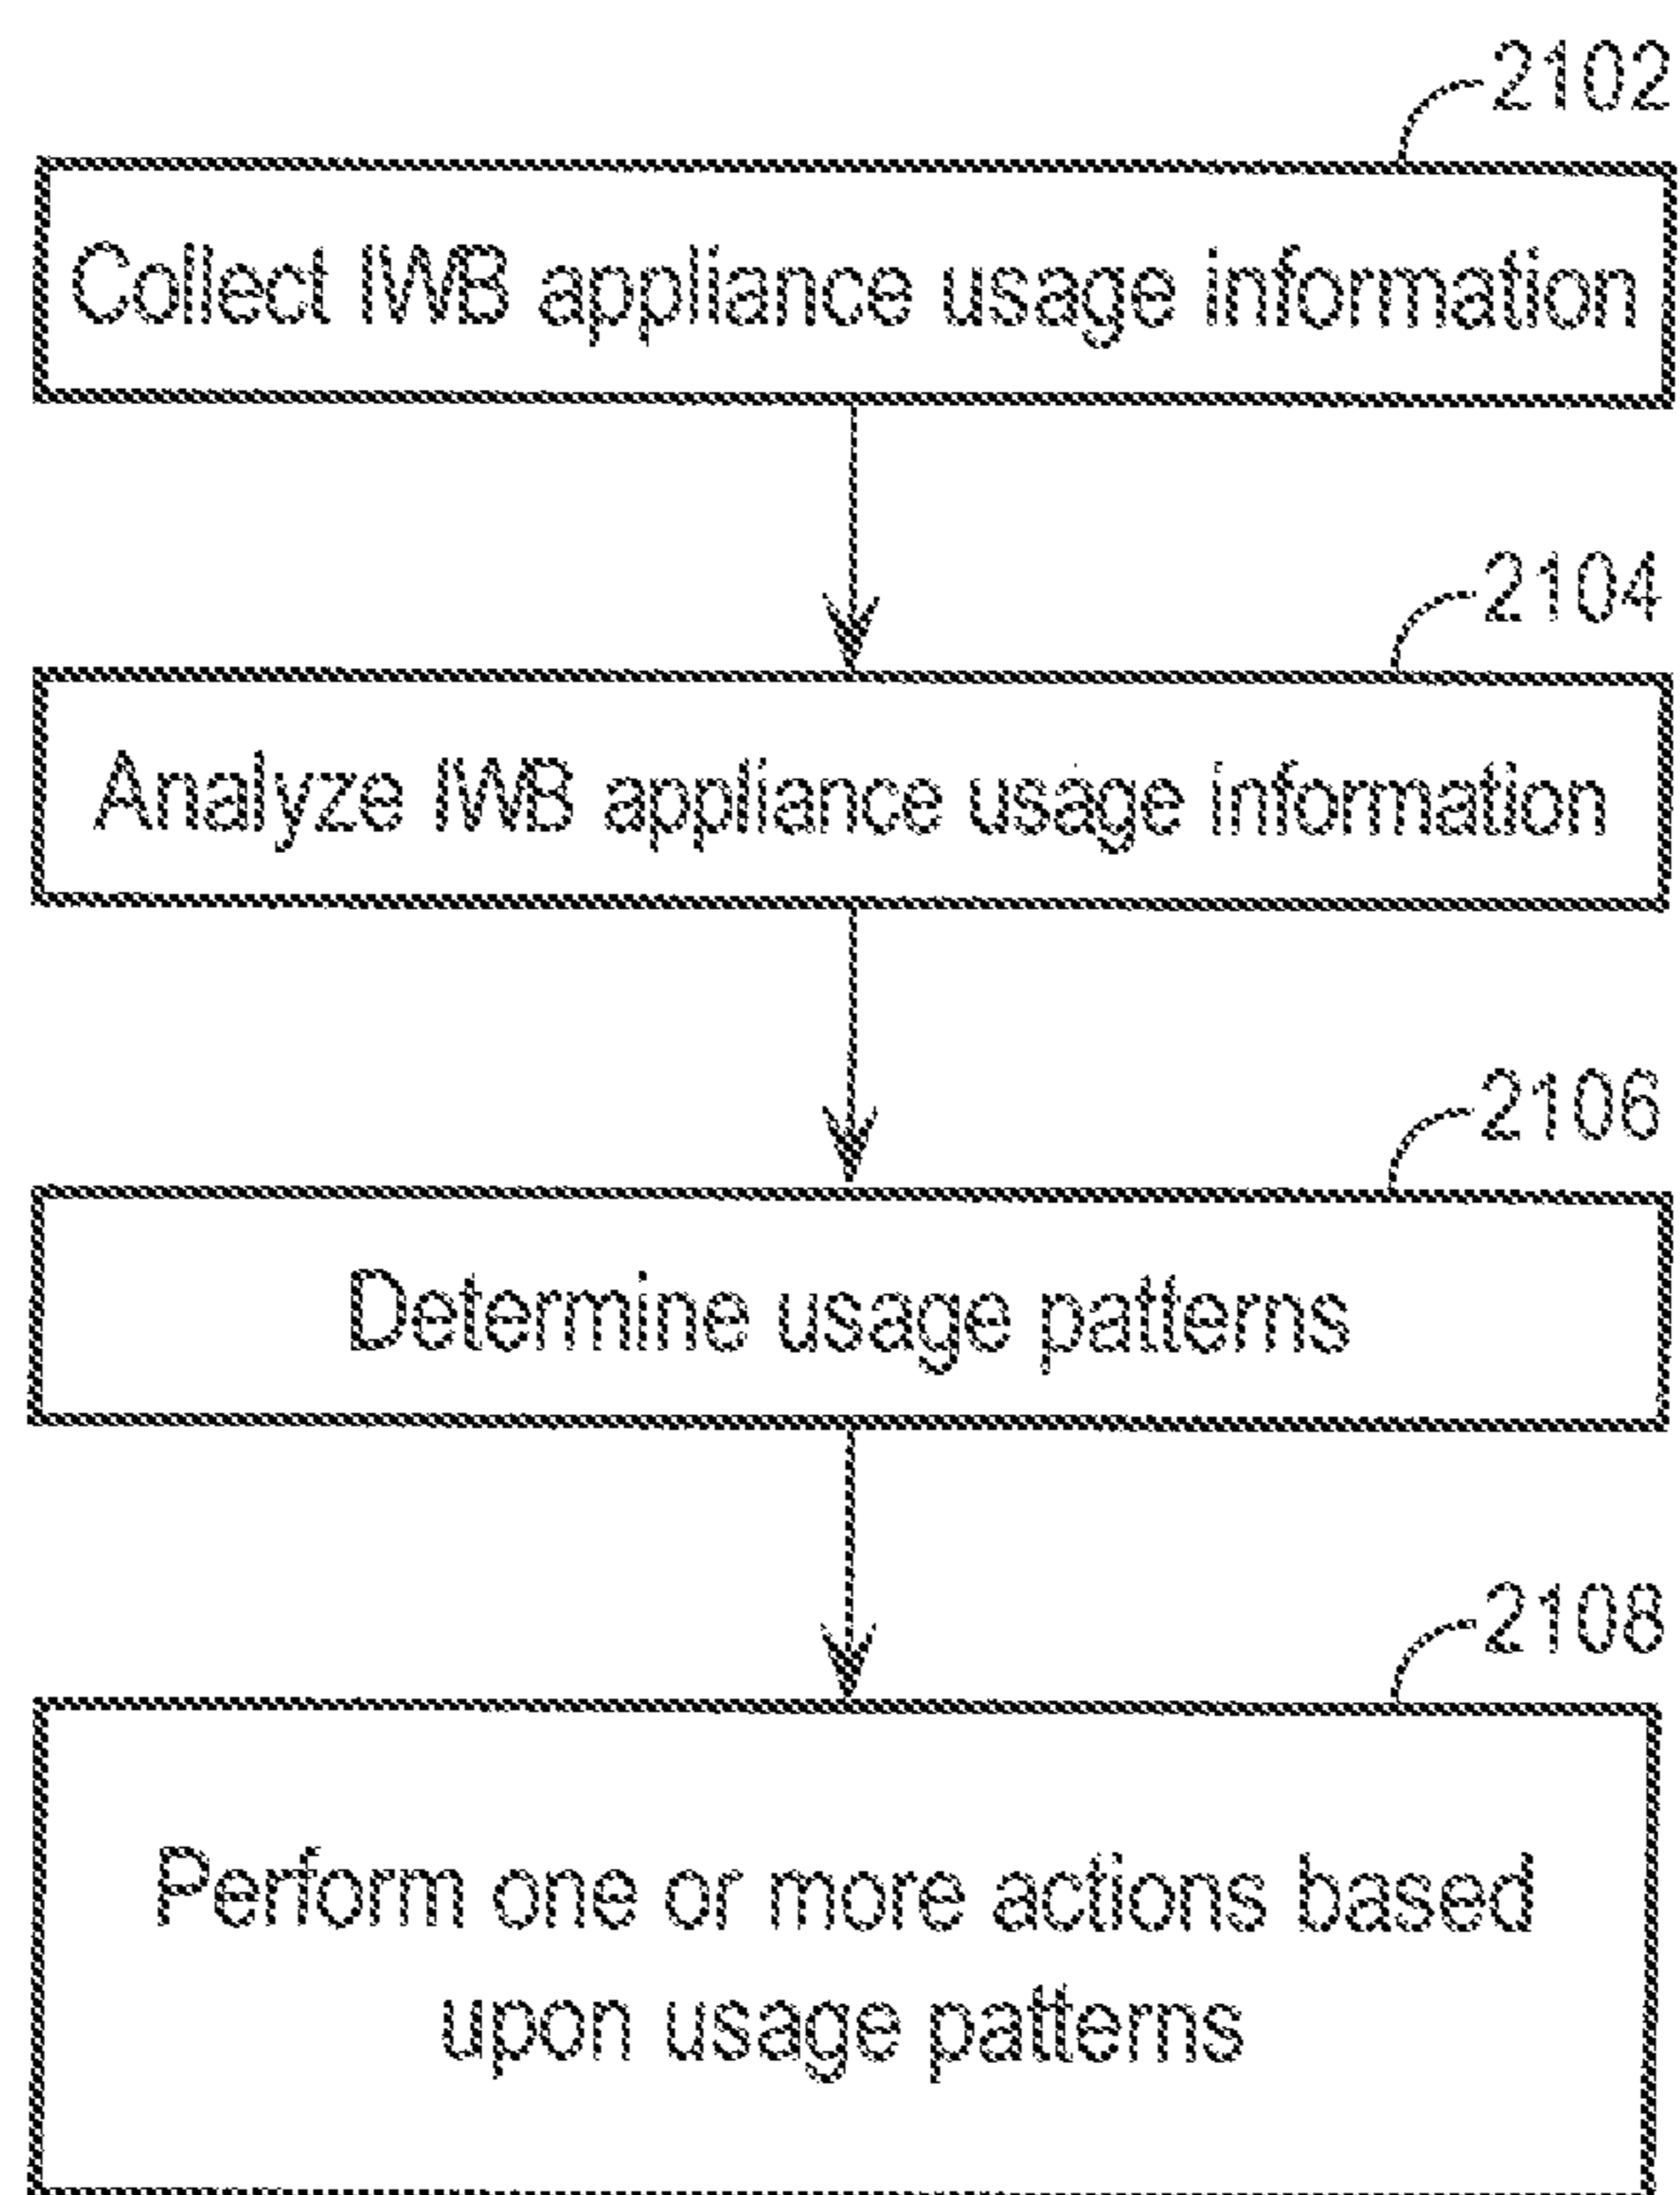 2102
Collect IWB appliance usage information
2104
Analyze IWB appliance usage information
2106
Determine usage patterns
2108
Perform one or more actions based
upon usage patterns